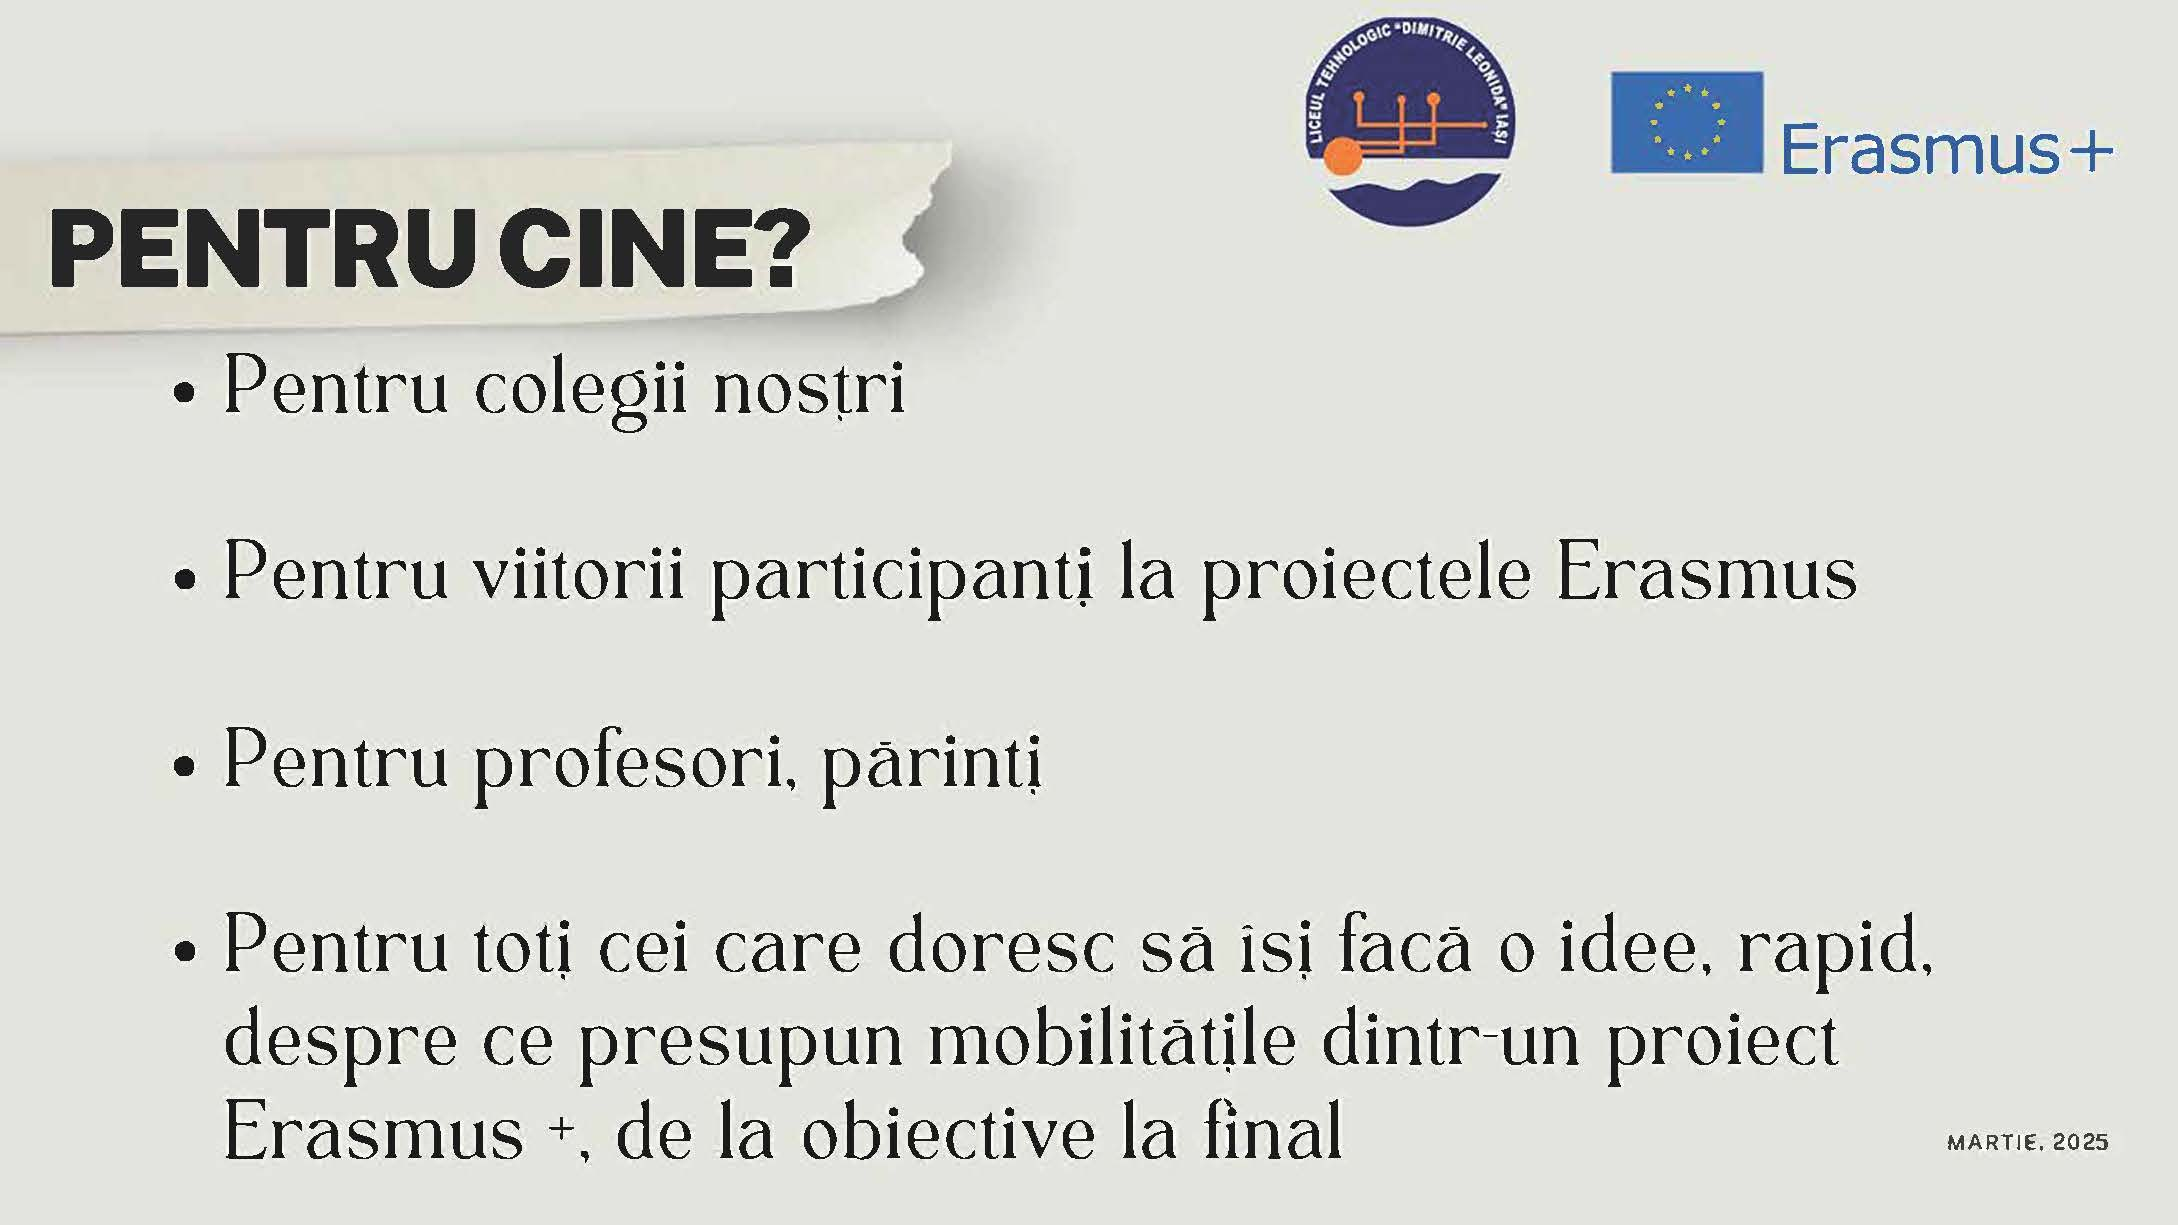 LICEUL TEHNOLOGIC "DIMITRIE LEONIDA" IAȘI
Erasmus+
PENTRU CINE?
• Pentru colegii noștri
• Pentru viitorii participanți la proiectele Erasmus
• Pentru profesori, părinți
• Pentru toți cei care doresc să își facă o idee, rapid,
despre ce presupun mobilitățile dintr-un proiect
Erasmus +, de la obiective la final
MARTIE, 2025